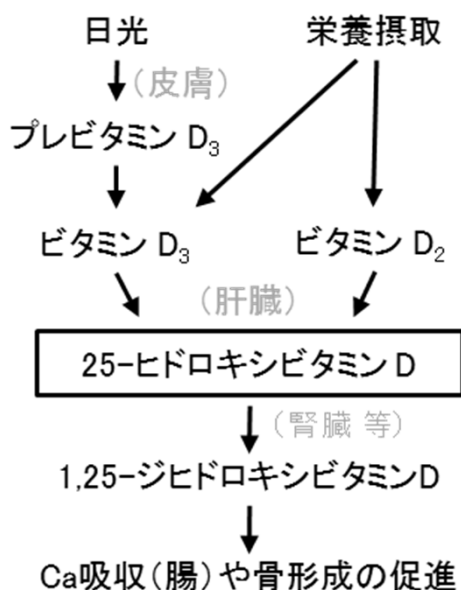 日光 栄養摂取
(皮膚)
プレビタミン D3
ビタミン D3 ビタミン D2
(肝臓)
25-ヒドロキシビタミン D
(腎臓 等)
1,25-ジヒドロキシビタミンD
Ca吸収(腸)や骨形成の促進